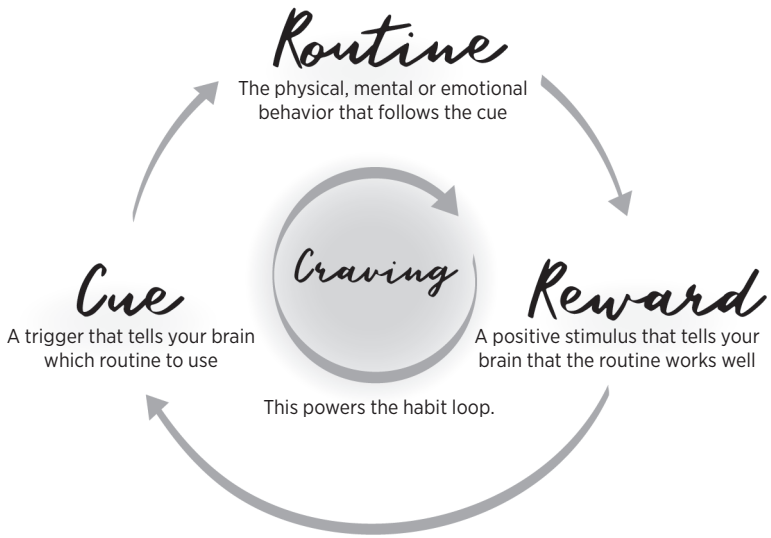 Routine
The physical, mental or emotional
behavior that follows the cue
Craving
Cue
A trigger that tells your brain
which routine to use
Reward
A positive stimulus that tells your
brain that the routine works well
This powers the habit loop.